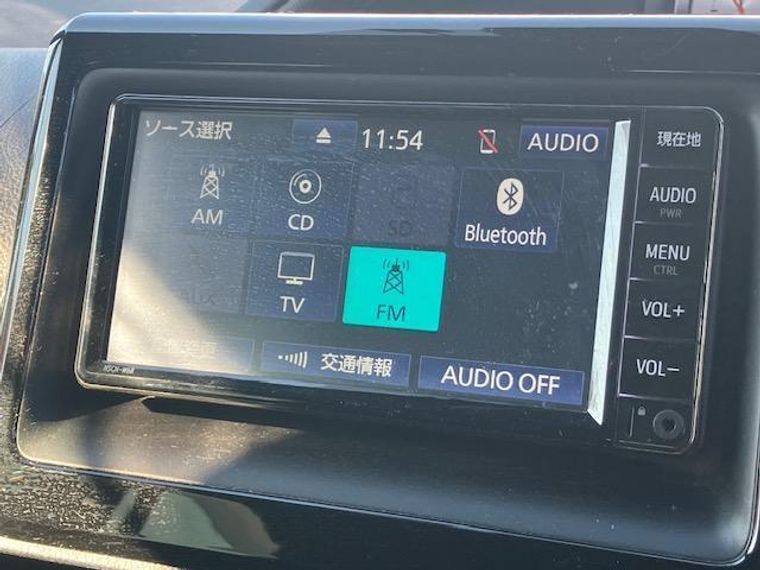 ソース選択
11:54
AUDIO
現在地
AM
CD
SD
Bluetooth
AUDIO
PWR
MENU
CTRL
AUX
TV
FM
VOL+
交通情報
AUDIO OFF
VOL-